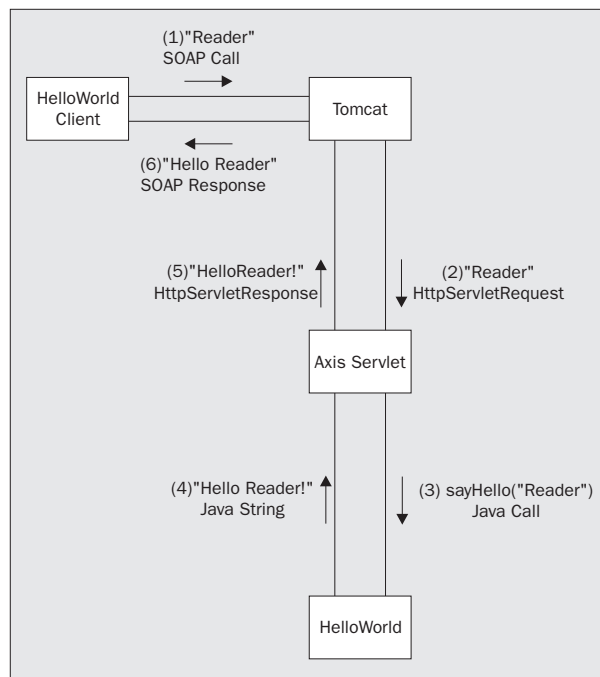 (1)"Reader"
SOAP Call
HelloWorld
Client
Tomcat
(6)"Hello Reader"
SOAP Response
(5)"HelloReader!"
HttpServletResponse
(2)"Reader"
HttpServletRequest
Axis Servlet
(4)"Hello Reader!"
Java String
(3) sayHello("Reader")
Java Call
HelloWorld